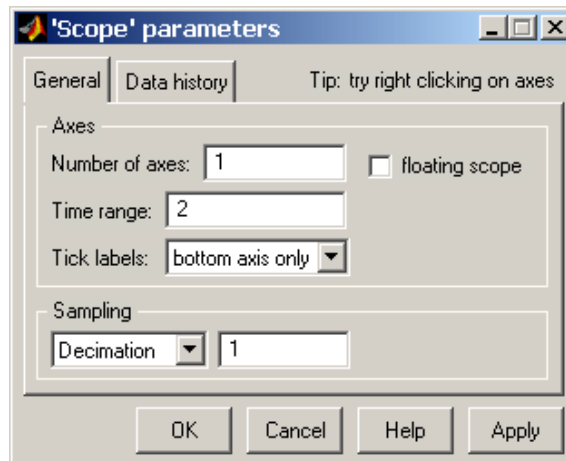 'Scope' parameters
General Data history Tip: try right clicking on axes
Axes
Number of axes: 1 floating scope
Time range: 2
Tick labels: bottom axis only
Sampling
Decimation 1
OK Cancel Help Apply